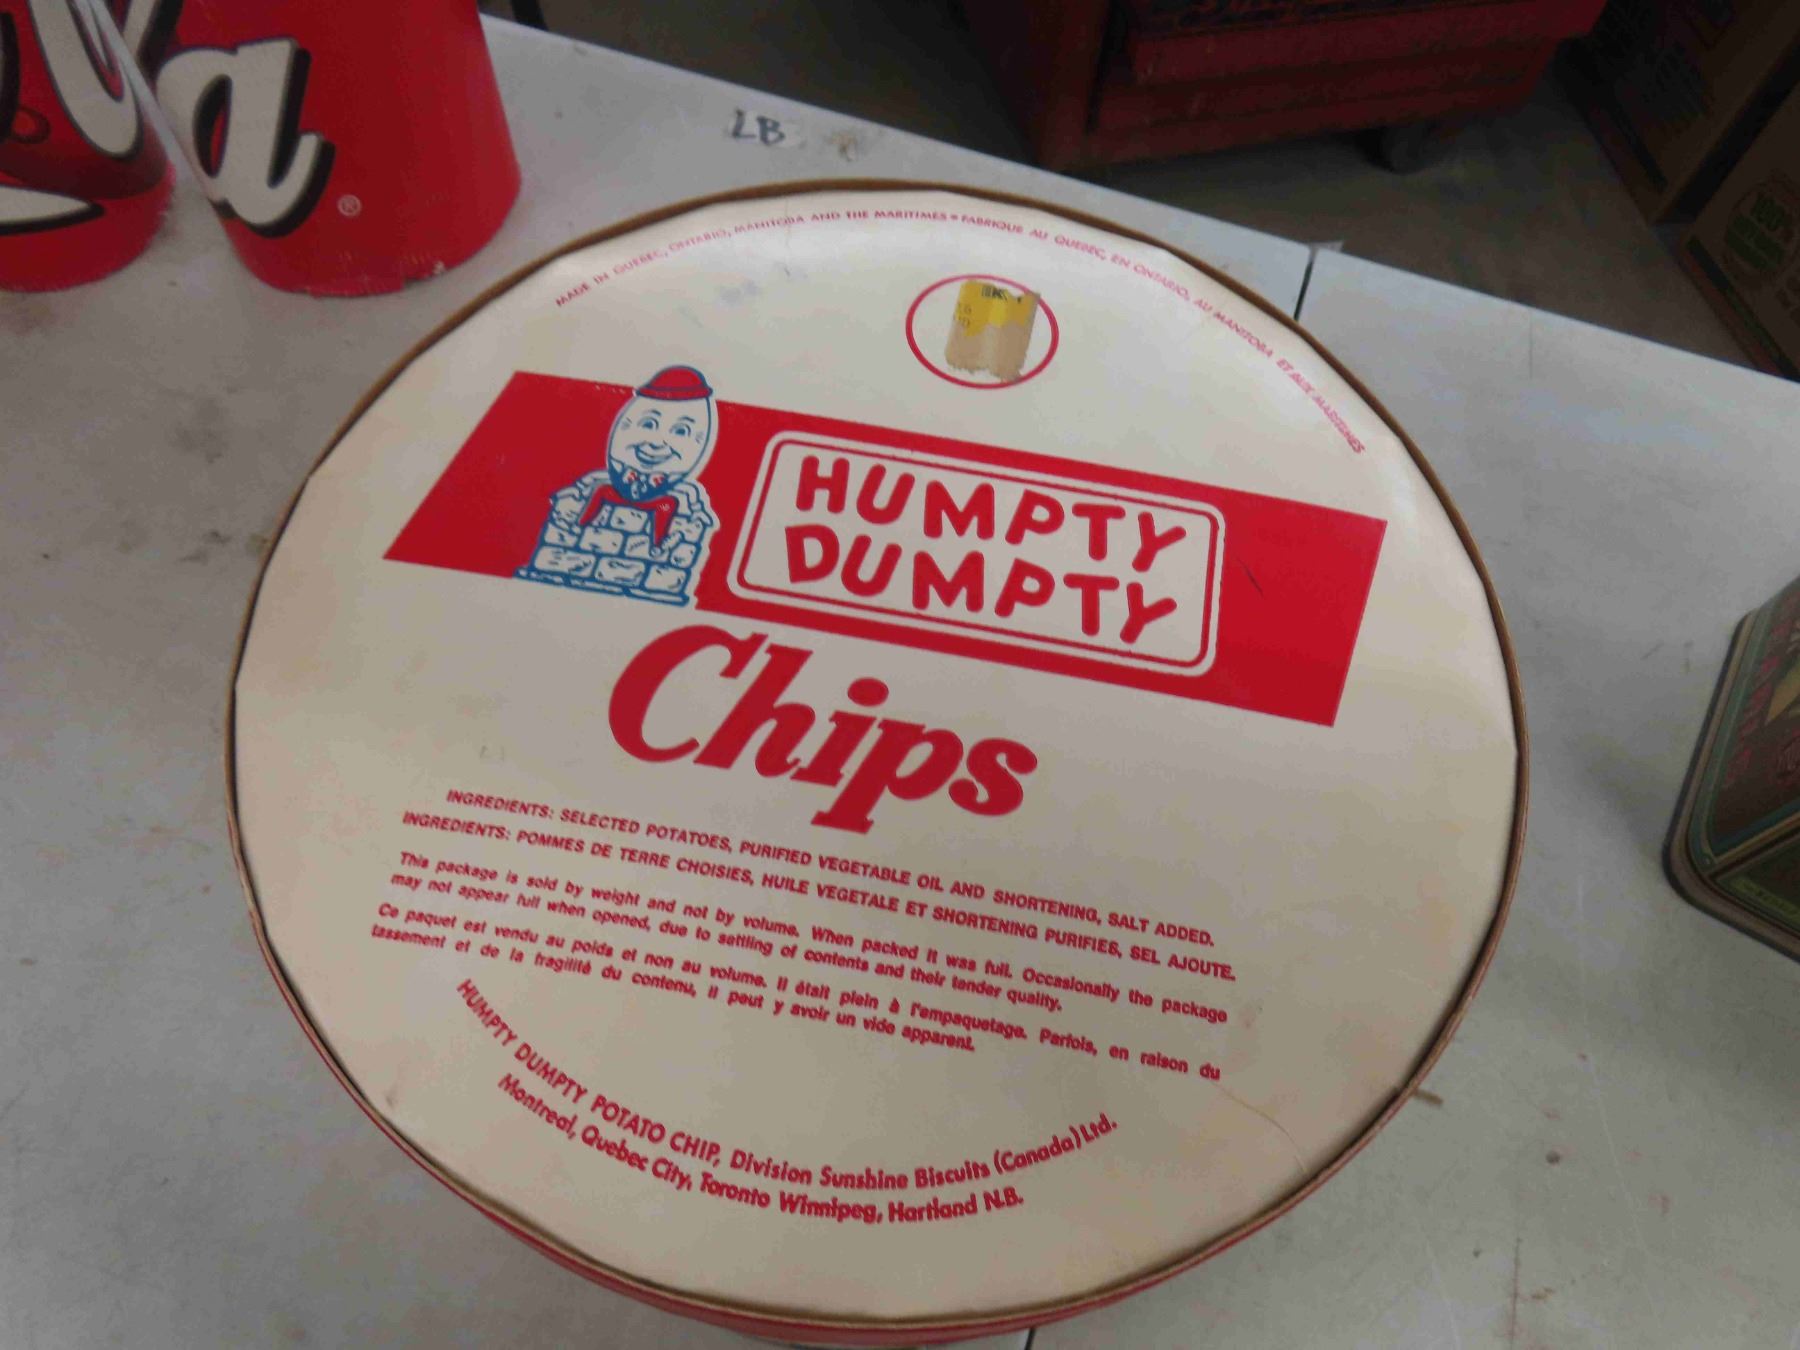 a
®
LB
MADE IN QUEBEC, ONTARIO, MANITOBA AND THE MARITIMES • FABRIQUE AU QUEBEC, EN ONTARIO, AU MANITOBA ET AUX MARITIMES
HUMPTY
DUMPTY
Chips
INGREDIENTS: SELECTED POTATOES, PURIFIED VEGETABLE OIL AND SHORTENING, SALT ADDED.
INGREDIENTS: POMMES DE TERRE CHOISIES, HUILE VEGETALE ET SHORTENING PURIFIES, SEL AJOUTE.
This package is sold by weight and not by volume. When packed it was full. Occasionally the package
may not appear full when opened, due to settling of contents and their tender quality.
Ce paquet est vendu au poids et non au volume. Il était plein à l'empaquetage. Parfois, en raison du
tassement et de la fragilité du contenu, il peut y avoir un vide apparent.
HUMPTY DUMPTY POTATO CHIP, Division Sunshine Biscuits (Canada) Ltd.
Montreal, Quebec City, Toronto Winnipeg, Hartland N.B.
100%